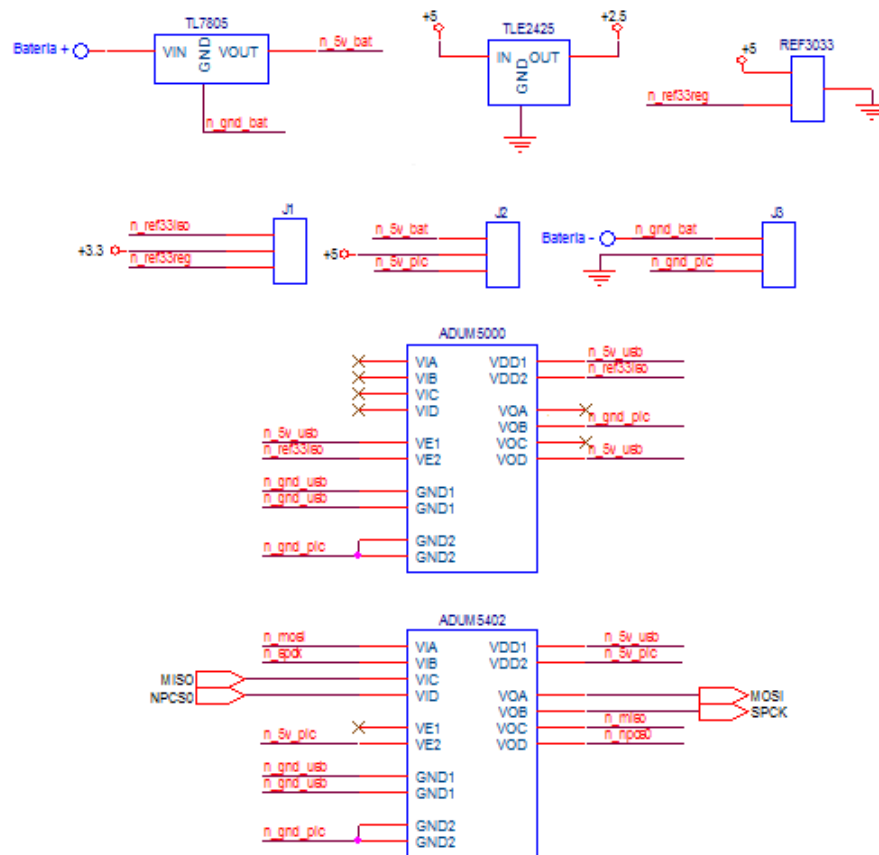 TL7805
Bateria +
VIN
GND
VOUT
n_5v_bat
n_gnd_bat
+5
TLE2425
+2.5
IN
GND
OUT
REF3033
+5
n_ref33reg
J1
n_ref33iso
+3.3
n_ref33reg
J2
n_5v_bat
+5
n_5v_pic
J3
Bateria -
n_gnd_bat
n_gnd_pic
ADUM5000
VIA
VDD1
n_5v_usb
VIB
VDD2
n_ref33iso
VIC
VID
VOA
VOB
n_gnd_pic
n_5v_usb
VE1
VOC
n_ref33iso
VE2
VOD
n_5v_usb
n_gnd_usb
GND1
n_gnd_usb
GND1
GND2
n_gnd_pic
GND2
ADUM5402
n_mosi
VIA
VDD1
n_5v_usb
n_spck
VIB
VDD2
n_5v_pic
MISO
VIC
NPCS0
VID
VOA
MOSI
VOB
SPCK
VE1
VOC
n_miso
n_5v_pic
VE2
VOD
n_npcs0
n_gnd_usb
GND1
n_gnd_usb
GND1
GND2
n_gnd_pic
GND2